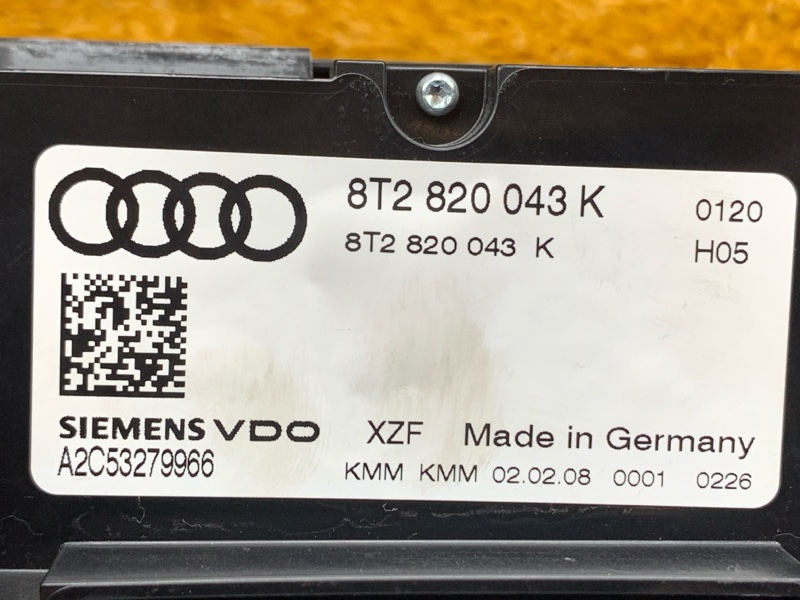 8T2 820 043 K 0120
8T2 820 043 K H05
SIEMENS VDO XZF Made in Germany
A2C53279966 KMM KMM 02.02.08 0001 0226